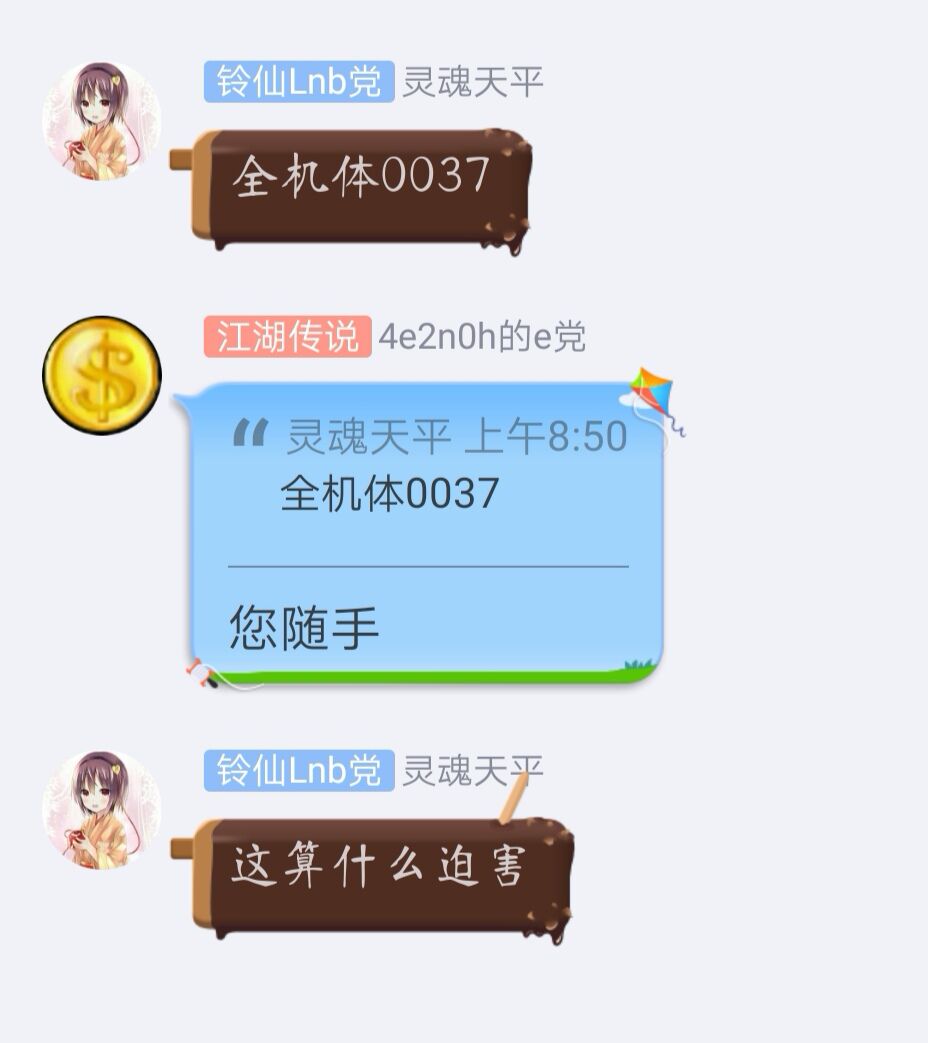 铃仙Lnb党 灵魂天平
全机体0037
江湖传说 4e2n0h的e党
“ 灵魂天平 上午8:50
全机体0037
您随手
铃仙Lnb党 灵魂天平
这算什么迫害